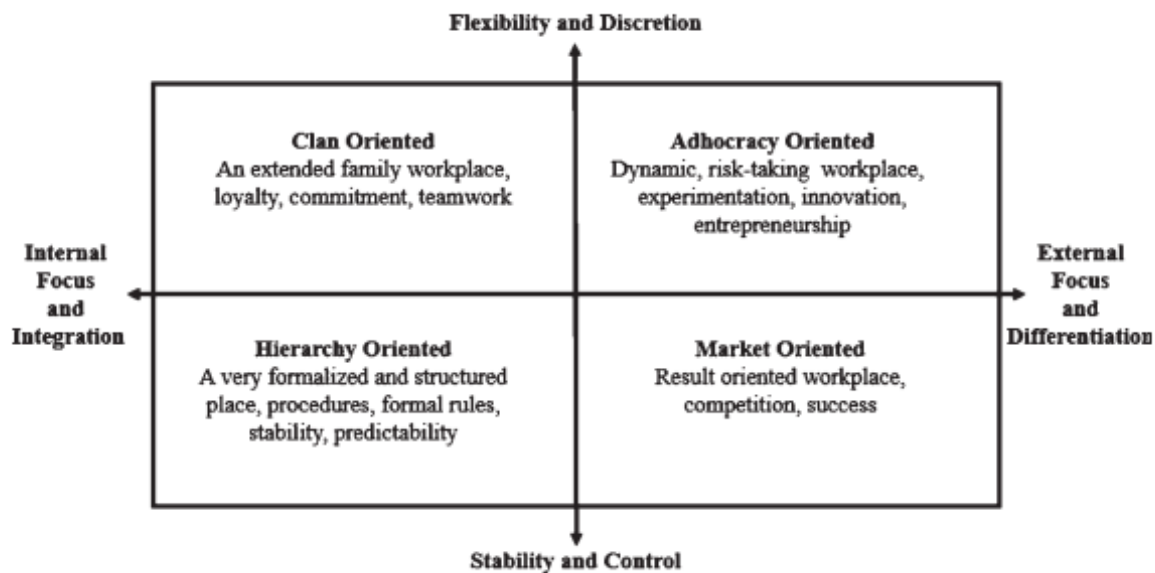 Flexibility and Discretion
Clan Oriented
An extended family workplace,
loyalty, commitment, teamwork
Adhocracy Oriented
Dynamic, risk-taking workplace,
experimentation, innovation,
entrepreneurship
Internal
Focus
and
Integration
External
Focus
and
Differentiation
Hierarchy Oriented
A very formalized and structured
place, procedures, formal rules,
stability, predictability
Market Oriented
Result oriented workplace,
competition, success
Stability and Control